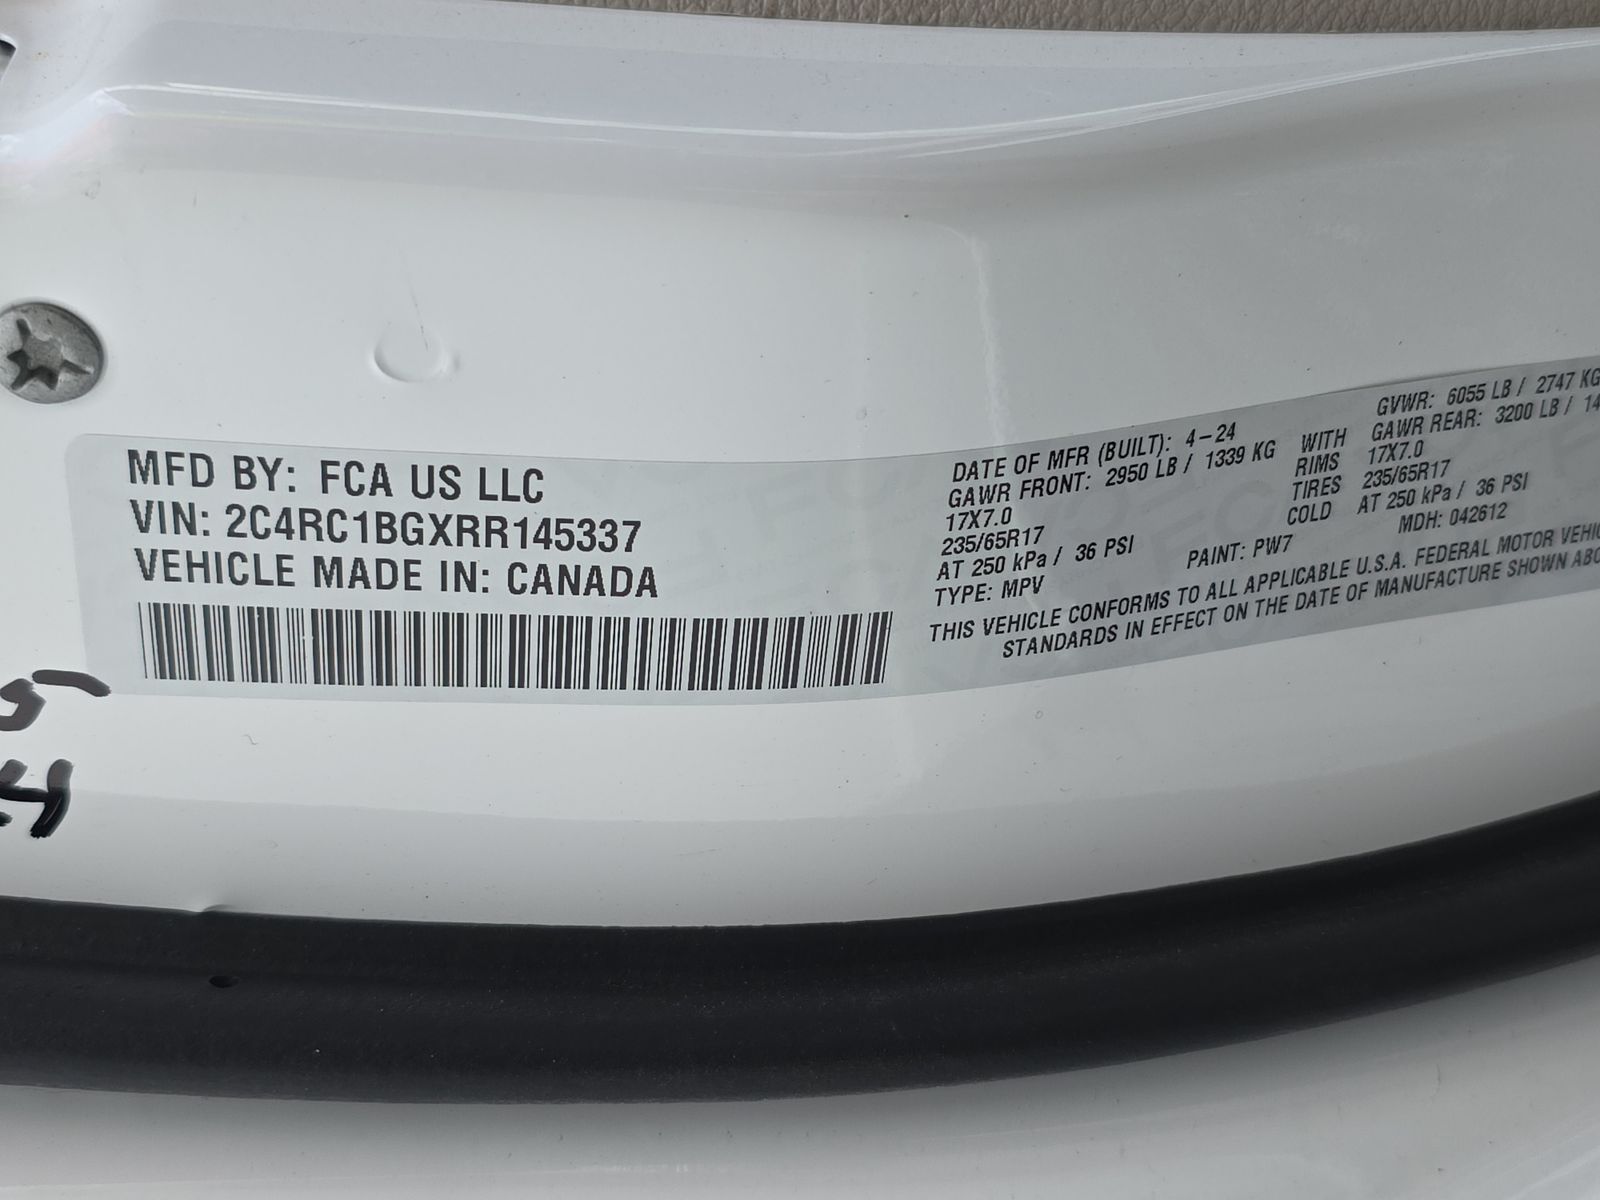 MFD BY: FCA US LLC
VIN: 2C4RC1BGXRR145337
VEHICLE MADE IN: CANADA
DATE OF MFR (BUILT): 4-24
GVWR: 6055 LB / 2747 KG
GAWR FRONT: 2950 LB / 1339 KG WITH GAWR REAR: 3200 LB / 14
17X7.0 RIMS 17X7.0
235/65R17 TIRES 235/65R17
AT 250 kPa / 36 PSI COLD AT 250 kPa / 36 PSI
TYPE: MPV PAINT: PW7 MDH: 042612
THIS VEHICLE CONFORMS TO ALL APPLICABLE U.S.A. FEDERAL MOTOR VEHIC
STANDARDS IN EFFECT ON THE DATE OF MANUFACTURE SHOWN ABO